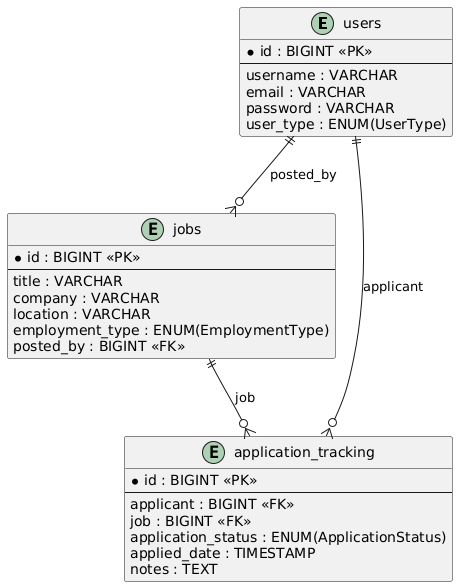 E users
* id : BIGINT «PK»
username : VARCHAR
email : VARCHAR
password : VARCHAR
user_type : ENUM(UserType)
posted_by
E jobs
* id : BIGINT «PK»
title : VARCHAR
company : VARCHAR
location : VARCHAR
employment_type : ENUM(EmploymentType)
posted_by : BIGINT «FK»
applicant
job
E application_tracking
* id : BIGINT «PK»
applicant : BIGINT «FK»
job : BIGINT «FK»
application_status : ENUM(ApplicationStatus)
applied_date : TIMESTAMP
notes : TEXT